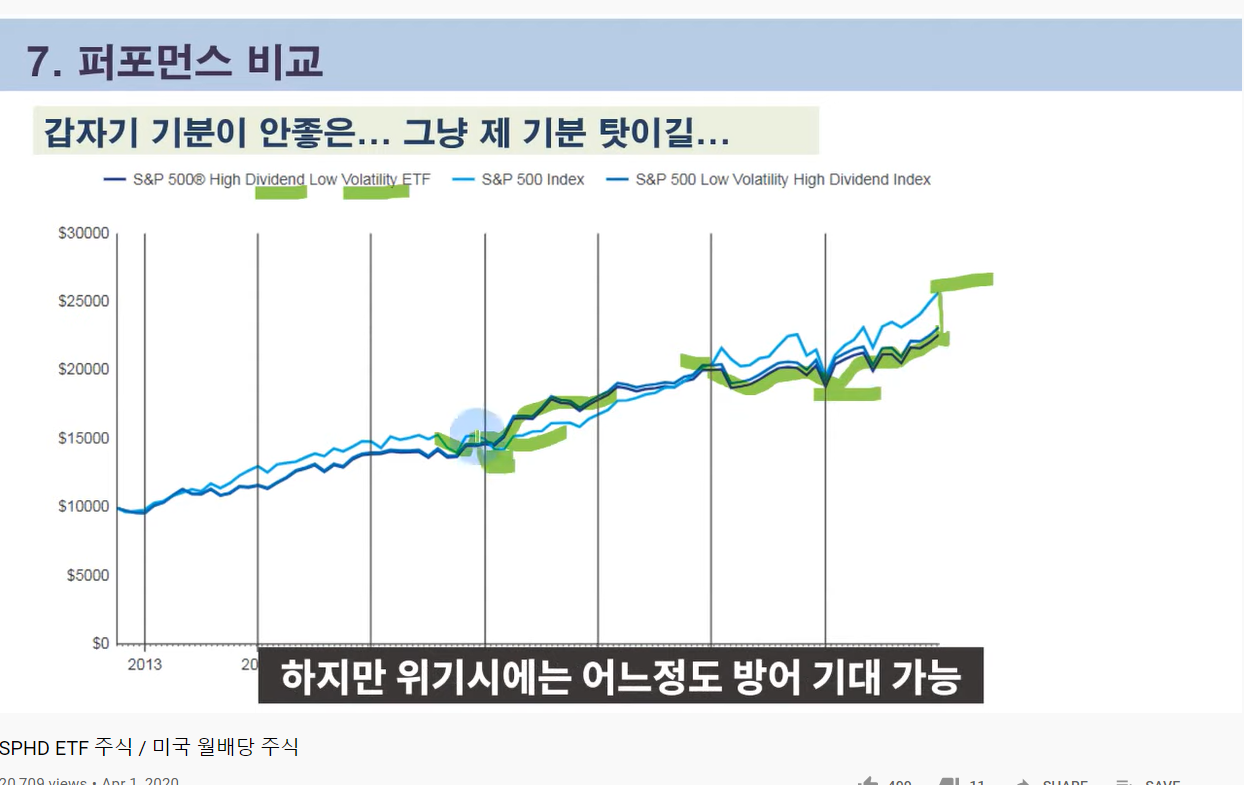 7. 퍼포먼스 비교
갑자기 기분이 안좋은... 그냥 제 기분 탓이길...
S&P 500® High Dividend Low Volatility ETF S&P 500 Index S&P 500 Low Volatility High Dividend Index
$30000
$25000
$20000
$15000
$10000
$5000
$0
2013 20
하지만 위기시에는 어느정도 방어 기대 가능
SPHD ETF 주식 / 미국 월배당 주식
20,709 views • Apr 1, 2020 11 SHARE SAVE